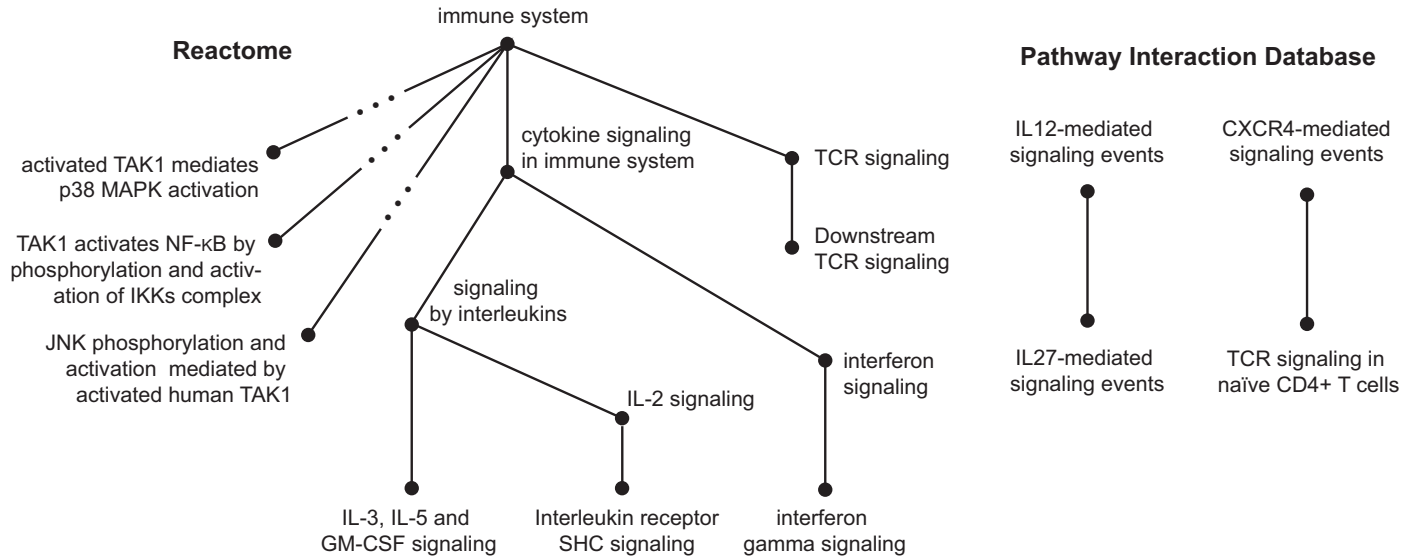 immune system
Reactome
Pathway Interaction Database
cytokine signaling
in immune system
TCR signaling
IL12-mediated
signaling events
CXCR4-mediated
signaling events
activated TAK1 mediates
p38 MAPK activation
TAK1 activates NF-κB by
phosphorylation and activ-
ation of IKKs complex
Downstream
TCR signaling
signaling
by interleukins
JNK phosphorylation and
activation mediated by
activated human TAK1
interferon
signaling
IL27-mediated
signaling events
TCR signaling in
naïve CD4+ T cells
IL-2 signaling
IL-3, IL-5 and
GM-CSF signaling
Interleukin receptor
SHC signaling
interferon
gamma signaling